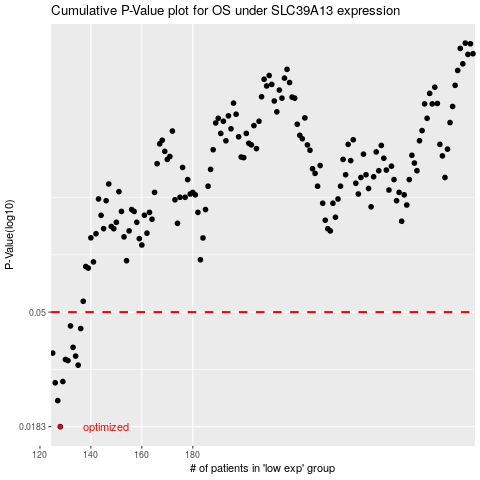 Cumulative P-Value plot for OS under SLC39A13 expression
P-Value(log10)
0.05
0.0183
optimized
120 140 160 180
# of patients in 'low exp' group